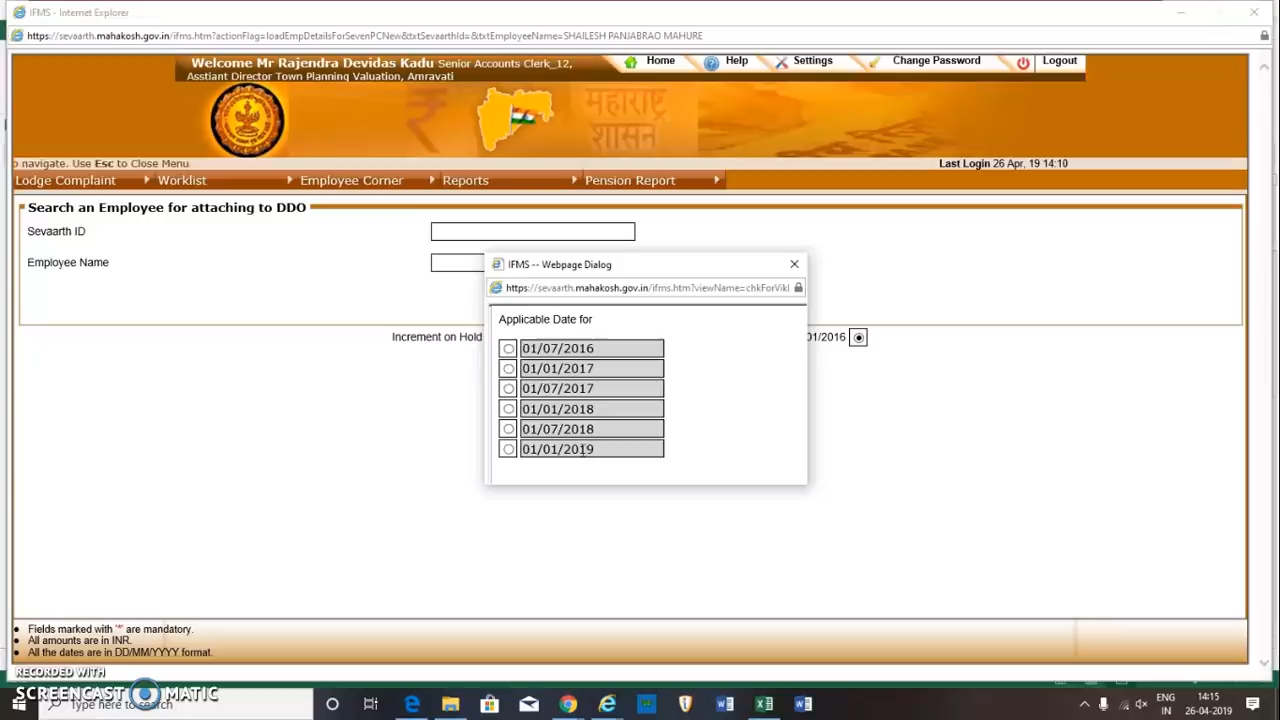 IFMS - Internet Explorer
https://sevaarth.mahakosh.gov.in/ifms.htm?actionFlag=loadEmpDetailsForSevenPCNew&txtSevaarthId=&txtEmployeeName=SHAILESH PANJABRAO MAHURE
Welcome Mr Rajendra Devidas Kadu Senior Accounts Clerk_12,
Asstiant Director Town Planning Valuation, Amravati
Home Help Settings Change Password Logout
महाराष्ट्र
शासन
o navigate. Use Esc to Close Menu
Last Login 26 Apr, 19 14:10
Lodge Complaint Worklist Employee Corner Reports Pension Report
Search an Employee for attaching to DDO
Sevaarth ID
Employee Name
IFMS -- Webpage Dialog
https://sevaarth.mahakosh.gov.in/ifms.htm?viewName=chkForVikl
Applicable Date for
Increment on Hold
01/2016
01/07/2016
01/01/2017
01/07/2017
01/01/2018
01/07/2018
01/01/2019
Fields marked with '*' are mandatory.
All amounts are in INR.
All the dates are in DD/MM/YYYY format.
RECORDED WITH
SCREENCAST MATIC
Type here to search
ENG
IN
14:15
26-04-2019